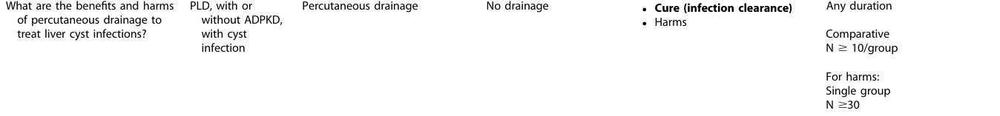 What are the benefits and harms
of percutaneous drainage to
treat liver cyst infections?
PLD, with or
without ADPKD,
with cyst
infection
Percutaneous drainage
No drainage
• Cure (infection clearance)
• Harms
Any duration
Comparative
N ≥ 10/group
For harms:
Single group
N ≥30